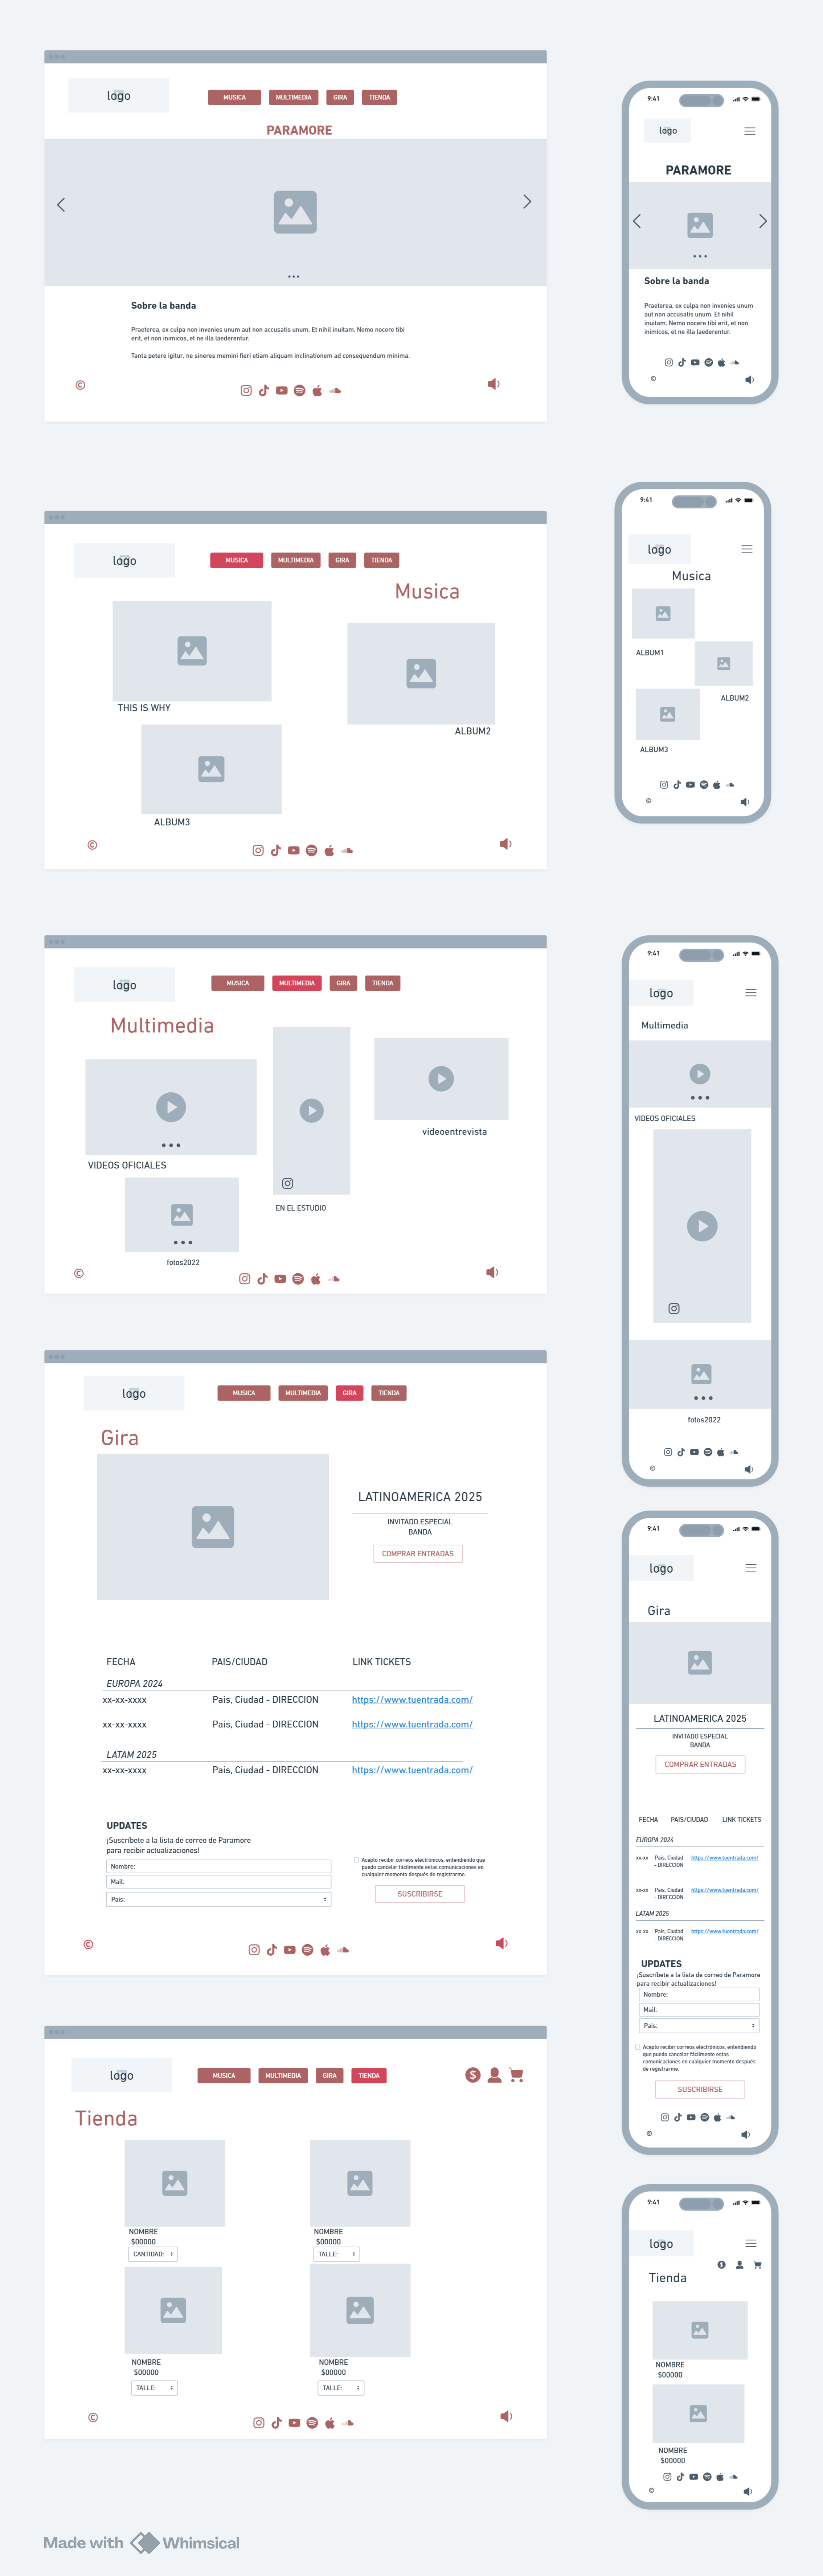 logo
MUSICA MULTIMEDIA GIRA TIENDA
PARAMORE
Sobre la banda
Praeterea, ex culpa non invenies unum aut non accusatis unum. Et nihil inuitam. Nemo nocere tibi
erit, et non inimicos, et ne illa laederentur.
Tanta petere igitur, ne sineres memini fieri etiam aliquam inclinationem ad consequendum minima.
©
9:41
logo
PARAMORE
Sobre la banda
Praeterea, ex culpa non invenies unum
aut non accusatis unum. Et nihil
inuitam. Nemo nocere tibi erit, et non
inimicos, et ne illa laederentur.
©
logo
MUSICA MULTIMEDIA GIRA TIENDA
Musica
THIS IS WHY
ALBUM2
ALBUM3
©
9:41
logo
Musica
ALBUM1
ALBUM2
ALBUM3
©
logo
MUSICA MULTIMEDIA GIRA TIENDA
Multimedia
videoentrevista
VIDEOS OFICIALES
EN EL ESTUDIO
fotos2022
©
9:41
logo
Multimedia
VIDEOS OFICIALES
fotos2022
©
logo
MUSICA MULTIMEDIA GIRA TIENDA
Gira
LATINOAMERICA 2025
INVITADO ESPECIAL
BANDA
COMPRAR ENTRADAS
FECHA PAIS/CIUDAD LINK TICKETS
EUROPA 2024
xx-xx-xxxx Pais, Ciudad - DIRECCION https://www.tuentrada.com/
xx-xx-xxxx Pais, Ciudad - DIRECCION https://www.tuentrada.com/
LATAM 2025
xx-xx-xxxx Pais, Ciudad - DIRECCION https://www.tuentrada.com/
UPDATES
¡Suscríbete a la lista de correo de Paramore
para recibir actualizaciones!
Nombre:
Mail:
Pais:
Acepto recibir correos electrónicos, entendiendo que
puedo cancelar fácilmente estas comunicaciones en
cualquier momento después de registrarme.
SUSCRIBIRSE
©
9:41
logo
Gira
LATINOAMERICA 2025
INVITADO ESPECIAL
BANDA
COMPRAR ENTRADAS
FECHA PAIS/CIUDAD LINK TICKETS
EUROPA 2024
xx-xx Pais, Ciudad https://www.tuentrada.com/
- DIRECCION
xx-xx Pais, Ciudad https://www.tuentrada.com/
- DIRECCION
LATAM 2025
xx-xx Pais, Ciudad https://www.tuentrada.com/
- DIRECCION
UPDATES
¡Suscríbete a la lista de correo de Paramore
para recibir actualizaciones!
Nombre:
Mail:
Pais:
Acepto recibir correos electrónicos, entendiendo
que puedo cancelar fácilmente estas
comunicaciones en cualquier momento después
de registrarme.
SUSCRIBIRSE
©
logo
MUSICA MULTIMEDIA GIRA TIENDA
$
Tienda
NOMBRE NOMBRE
$00000 $00000
CANTIDAD: TALLE:
NOMBRE NOMBRE
$00000 $00000
TALLE: TALLE:
©
9:41
logo
$
Tienda
NOMBRE
$00000
NOMBRE
$00000
©
Made with Whimsical